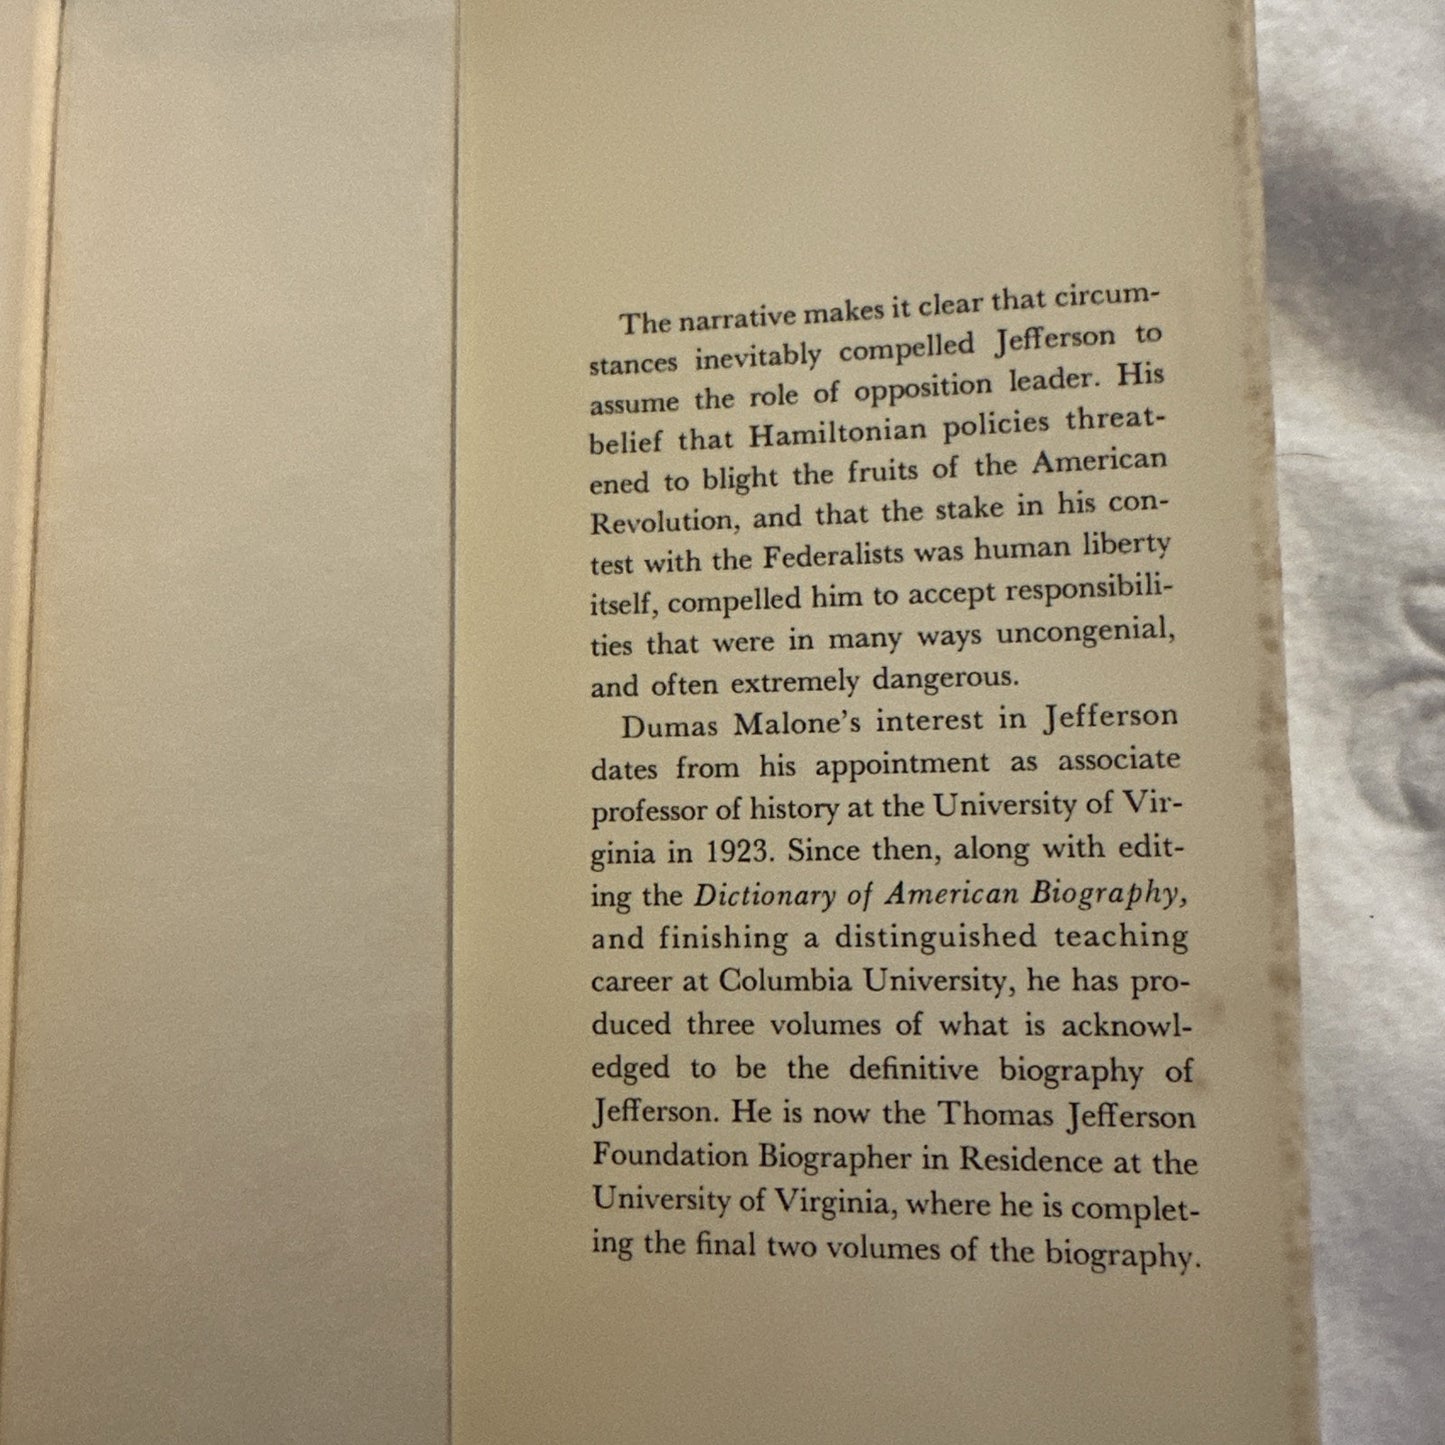 The narrative makes it clear that circum-
stances inevitably compelled Jefferson to
assume the role of opposition leader. His
belief that Hamiltonian policies threat-
ened to blight the fruits of the American
Revolution, and that the stake in his con-
test with the Federalists was human liberty
itself, compelled him to accept responsibili-
ties that were in many ways uncongenial,
and often extremely dangerous.
Dumas Malone's interest in Jefferson
dates from his appointment as associate
professor of history at the University of Vir-
ginia in 1923. Since then, along with edit-
ing the Dictionary of American Biography,
and finishing a distinguished teaching
career at Columbia University, he has pro-
duced three volumes of what is acknowl-
edged to be the definitive biography of
Jefferson. He is now the Thomas Jefferson
Foundation Biographer in Residence at the
University of Virginia, where he is complet-
ing the final two volumes of the biography.